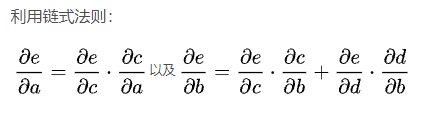 利用链式法则：
∂e/∂a = ∂e/∂c · ∂c/∂a 以及 ∂e/∂b = ∂e/∂c · ∂c/∂b + ∂e/∂d · ∂d/∂b